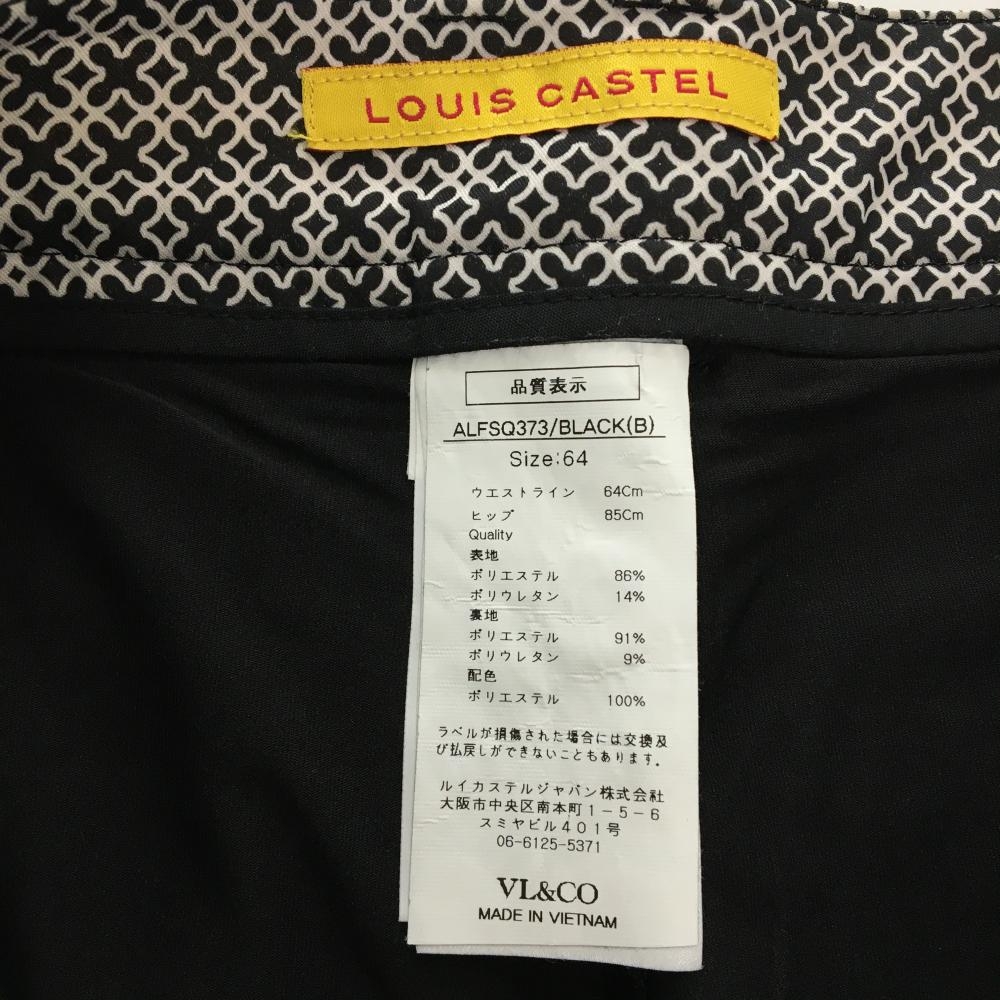 LOUIS CASTEL
品質表示
ALFSQ373/BLACK(B)
Size:64
ウエストライン 64Cm
ヒップ 85Cm
Quality
表地
ポリエステル 86%
ポリウレタン 14%
裏地
ポリエステル 91%
ポリウレタン 9%
配色
ポリエステル 100%
ラベルが損傷された場合には交換及
び払戻しができないこともあります。
ルイカステルジャパン株式会社
大阪市中央区南本町1-5-6
スミヤビル401号
06-6125-5371
VL&CO
MADE IN VIETNAM